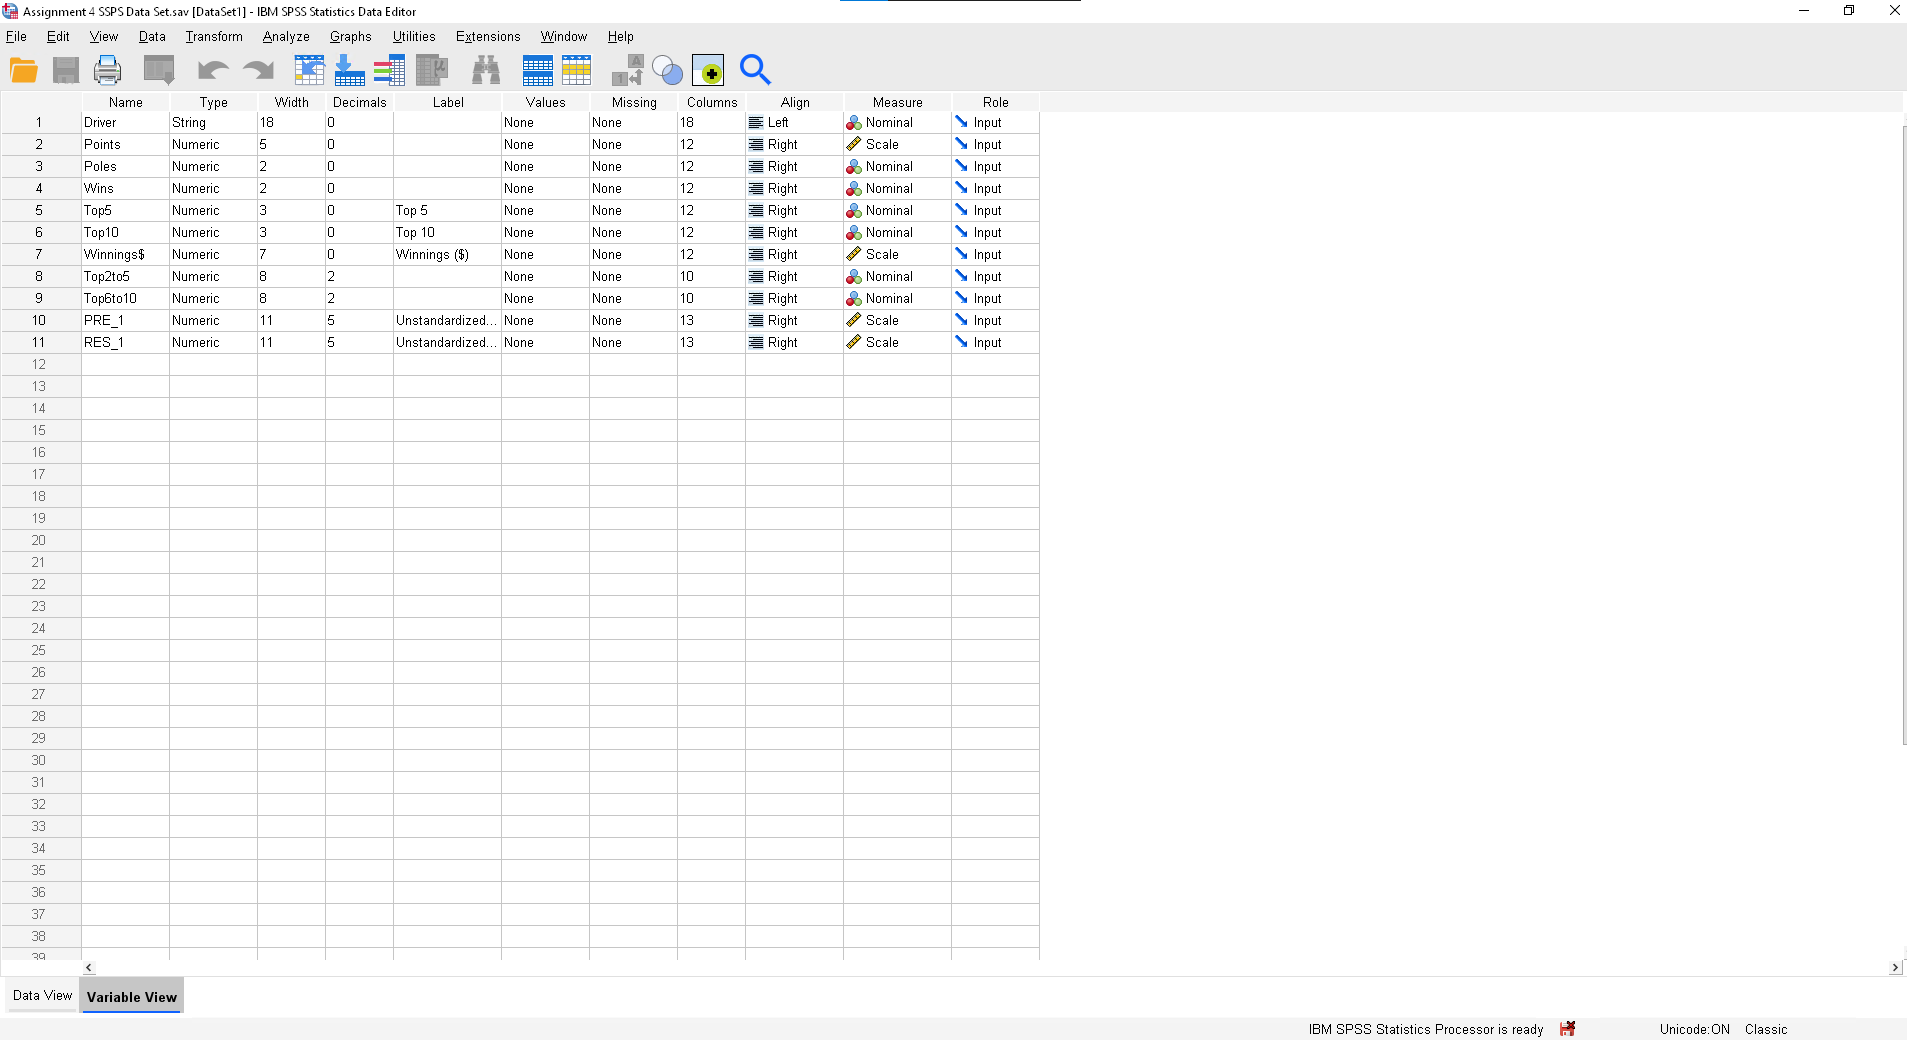 Assignment 4 SSPS Data Set.sav [DataSet1] - IBM SPSS Statistics Data Editor
File Edit View Data Transform Analyze Graphs Utilities Extensions Window Help
Name Type Width Decimals Label Values Missing Columns Align Measure Role
1 Driver String 18 0 None None 18 Left Nominal Input
2 Points Numeric 5 0 None None 12 Right Scale Input
3 Poles Numeric 2 0 None None 12 Right Nominal Input
4 Wins Numeric 2 0 None None 12 Right Nominal Input
5 Top5 Numeric 3 0 Top 5 None None 12 Right Nominal Input
6 Top10 Numeric 3 0 Top 10 None None 12 Right Nominal Input
7 Winnings$ Numeric 7 0 Winnings ($) None None 12 Right Scale Input
8 Top2to5 Numeric 8 2 None None 10 Right Nominal Input
9 Top6to10 Numeric 8 2 None None 10 Right Nominal Input
10 PRE_1 Numeric 11 5 Unstandardized... None None 13 Right Scale Input
11 RES_1 Numeric 11 5 Unstandardized... None None 13 Right Scale Input
12
13
14
15
16
17
18
19
20
21
22
23
24
25
26
27
28
29
30
31
32
33
34
35
36
37
38
39
Data View Variable View
IBM SPSS Statistics Processor is ready Unicode:ON Classic